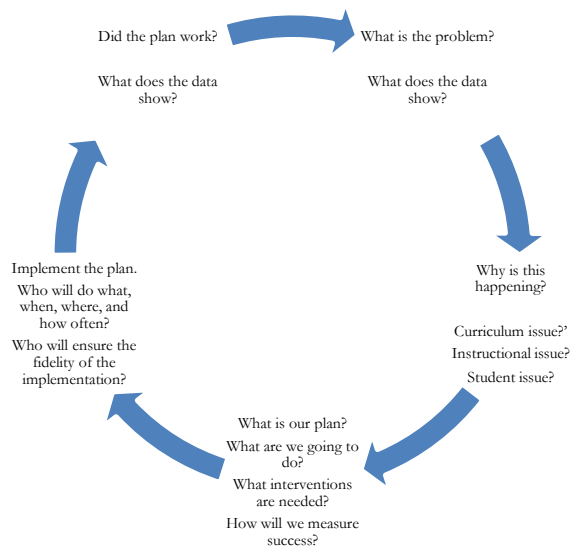 Did the plan work?
What does the data
show?
What is the problem?
What does the data
show?
Why is this
happening?
Curriculum issue?’
Instructional issue?
Student issue?
What is our plan?
What are we going to
do?
What interventions
are needed?
How will we measure
success?
Implement the plan.
Who will do what,
when, where, and
how often?
Who will ensure the
fidelity of the
implementation?